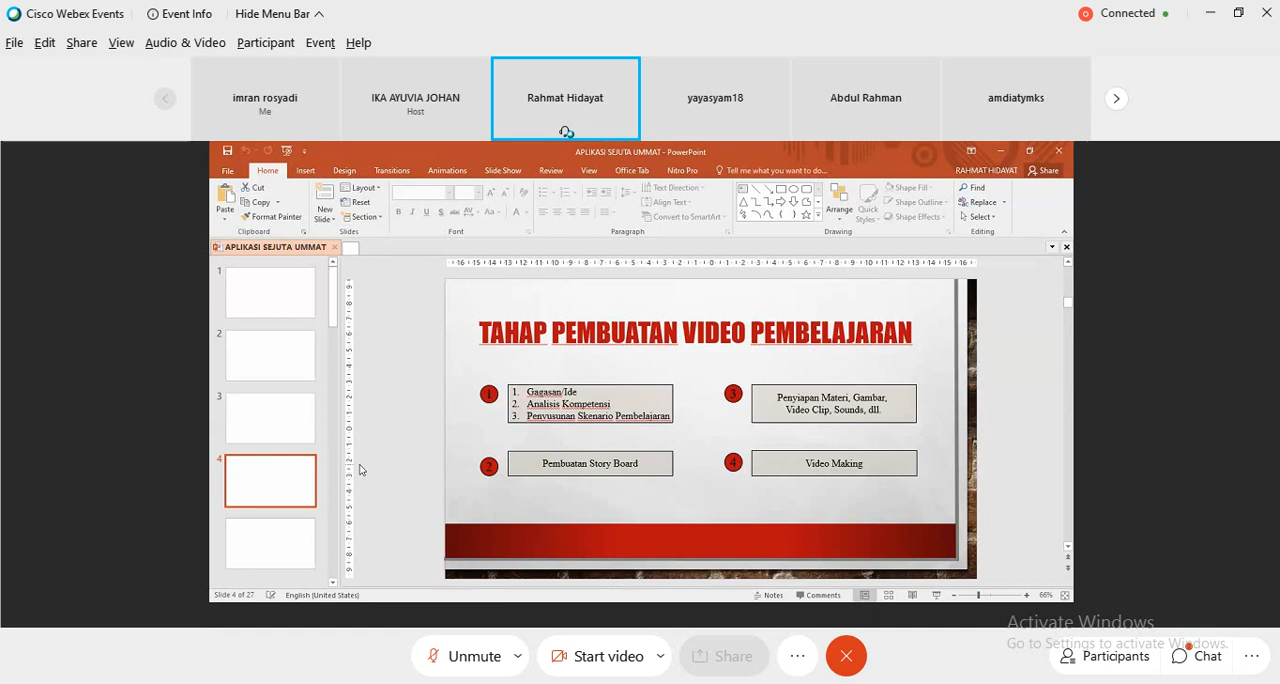 Cisco Webex Events
Event Info
Hide Menu Bar
Connected
File Edit Share View Audio & Video Participant Event Help
imran rosyadi
Me
IKA AYUVIA JOHAN
Host
Rahmat Hidayat
yayasyam18
Abdul Rahman
amdiatymks
APLIKASI SEJUTA UMMAT - PowerPoint
File Home Insert Design Transitions Animations Slide Show Review View Office Tab Nitro Pro Tell me what you want to do...
RAHMAT HIDAYAT Share
Paste
Cut
Copy
Format Painter
Clipboard
New
Slide
Layout
Reset
Section
Slides
Font
Text Direction
Align Text
Convert to SmartArt
Paragraph
Arrange
Quick
Styles
Shape Fill
Shape Outline
Shape Effects
Drawing
Find
Replace
Select
Editing
APLIKASI SEJUTA UMMAT
1
2
3
4
TAHAP PEMBUATAN VIDEO PEMBELAJARAN
1
1. Gagasan/Ide
2. Analisis Kompetensi
3. Penyusunan Skenario Pembelajaran
2
Pembuatan Story Board
3
Penyiapan Materi, Gambar,
Video Clip, Sounds, dll.
4
Video Making
Slide 4 of 27
English (United States)
Notes
Comments
66%
Activate Windows
Go to Settings to activate Windows.
Unmute
Start video
Share
Participants
Chat